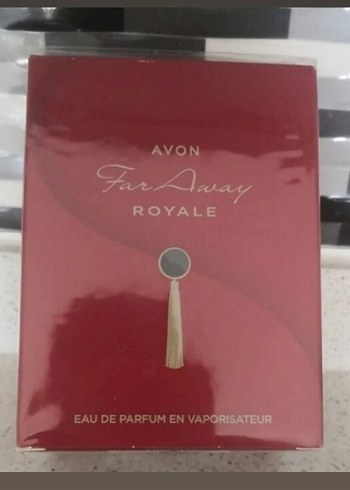 AVON
Far Away
ROYALE
EAU DE PARFUM EN VAPORISATEUR